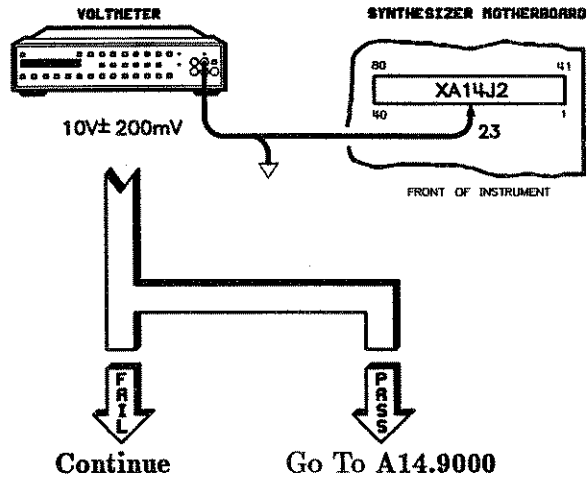 VOLTMETER
SYNTHESIZER MOTHERBOARD
80 41
XA14J2
40 1
10V± 200mV
23
FRONT OF INSTRUMENT
FAIL
PASS
Continue
Go To A14.9000